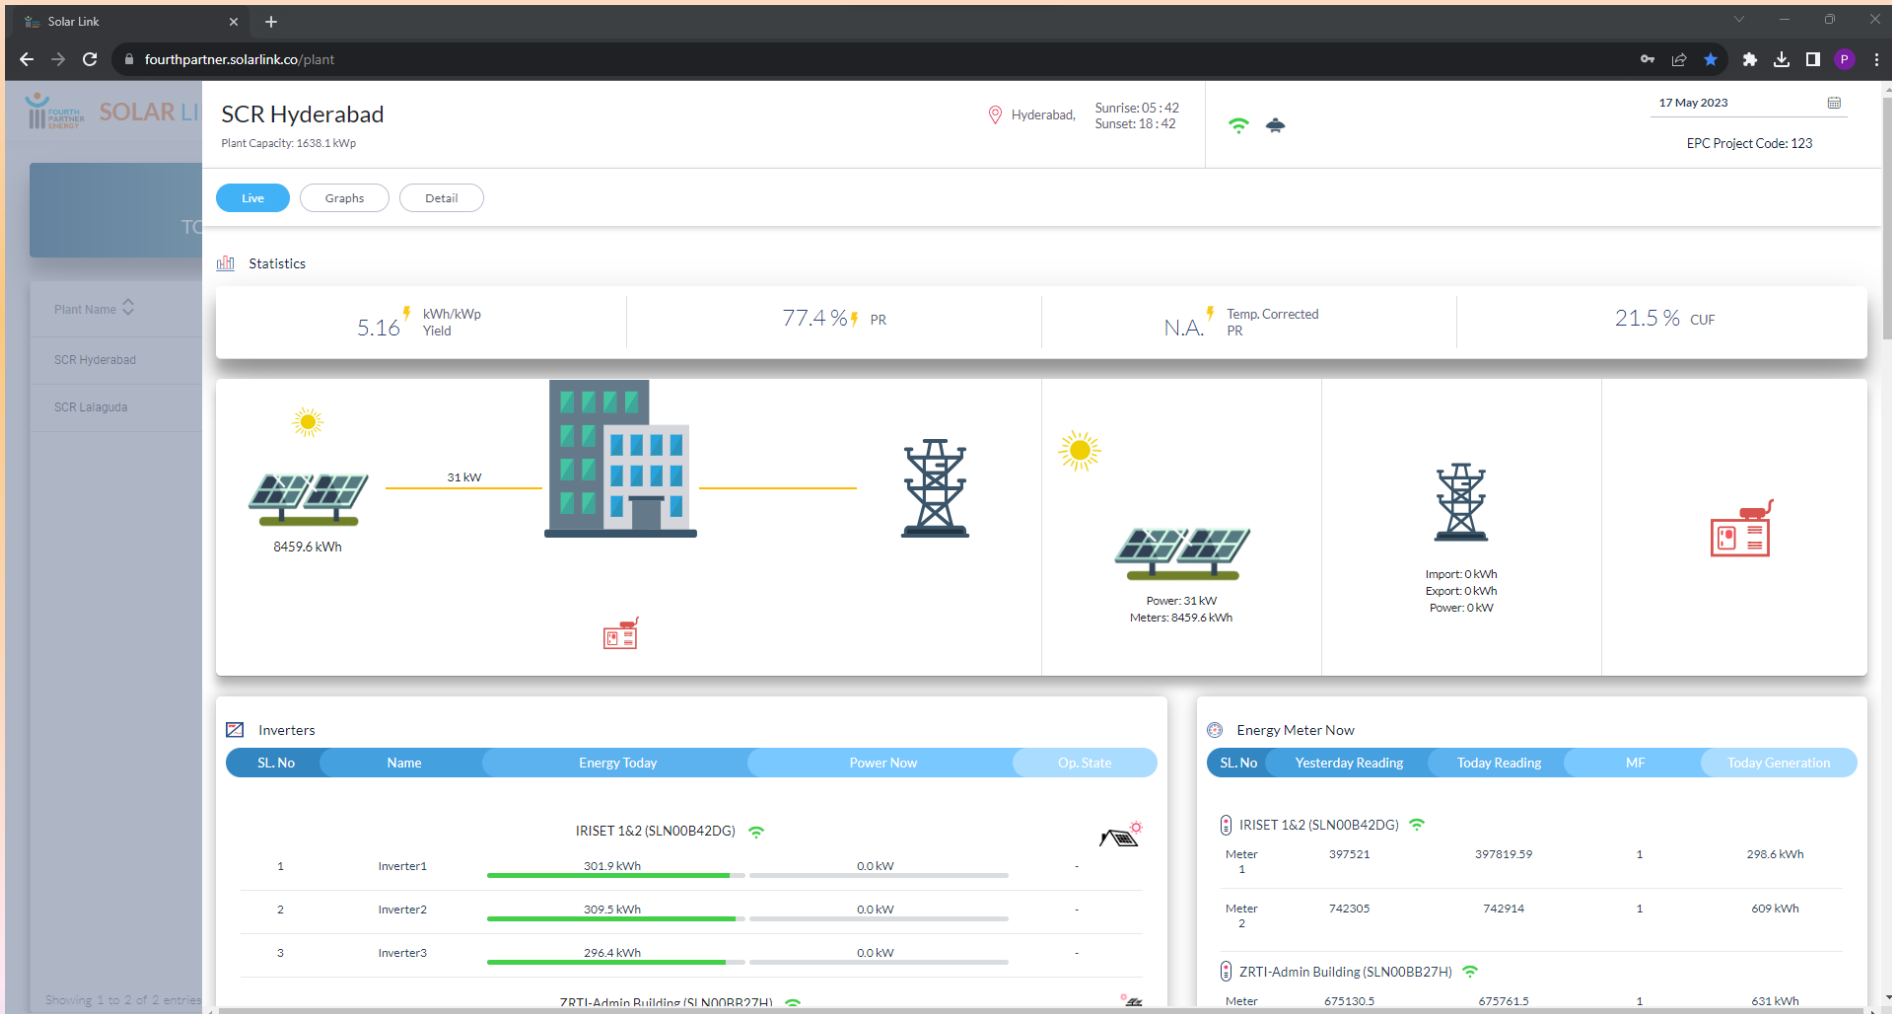 Solar Link
fourthpartner.solarlink.co/plant
P
FOURTH
PARTNER
ENERGY
SOLAR LI
SCR Hyderabad
Plant Capacity: 1638.1 kWp
Hyderabad,
Sunrise: 05 : 42
Sunset: 18 : 42
17 May 2023
EPC Project Code: 123
TO
Live
Graphs
Detail
Statistics
Plant Name
SCR Hyderabad
SCR Lalaguda
Showing 1 to 2 of 2 entries
5.16 kWh/kWp
Yield
77.4 % PR
N.A. Temp. Corrected
PR
21.5 % CUF
31 kW
8459.6 kWh
Power: 31 kW
Meters: 8459.6 kWh
Import: 0 kWh
Export: 0 kWh
Power: 0 kW
Inverters
SL. No Name Energy Today Power Now Op. State
IRISET 1&2 (SLN00B42DG)
1 Inverter1 301.9 kWh 0.0 kW -
2 Inverter2 309.5 kWh 0.0 kW -
3 Inverter3 296.4 kWh 0.0 kW -
ZRTI-Admin Building (SLN00BB27H)
Energy Meter Now
SL. No Yesterday Reading Today Reading MF Today Generation
IRISET 1&2 (SLN00B42DG)
Meter 397521 397819.59 1 298.6 kWh
1
Meter 742305 742914 1 609 kWh
2
ZRTI-Admin Building (SLN00BB27H)
Meter 675130.5 675761.5 1 631 kWh